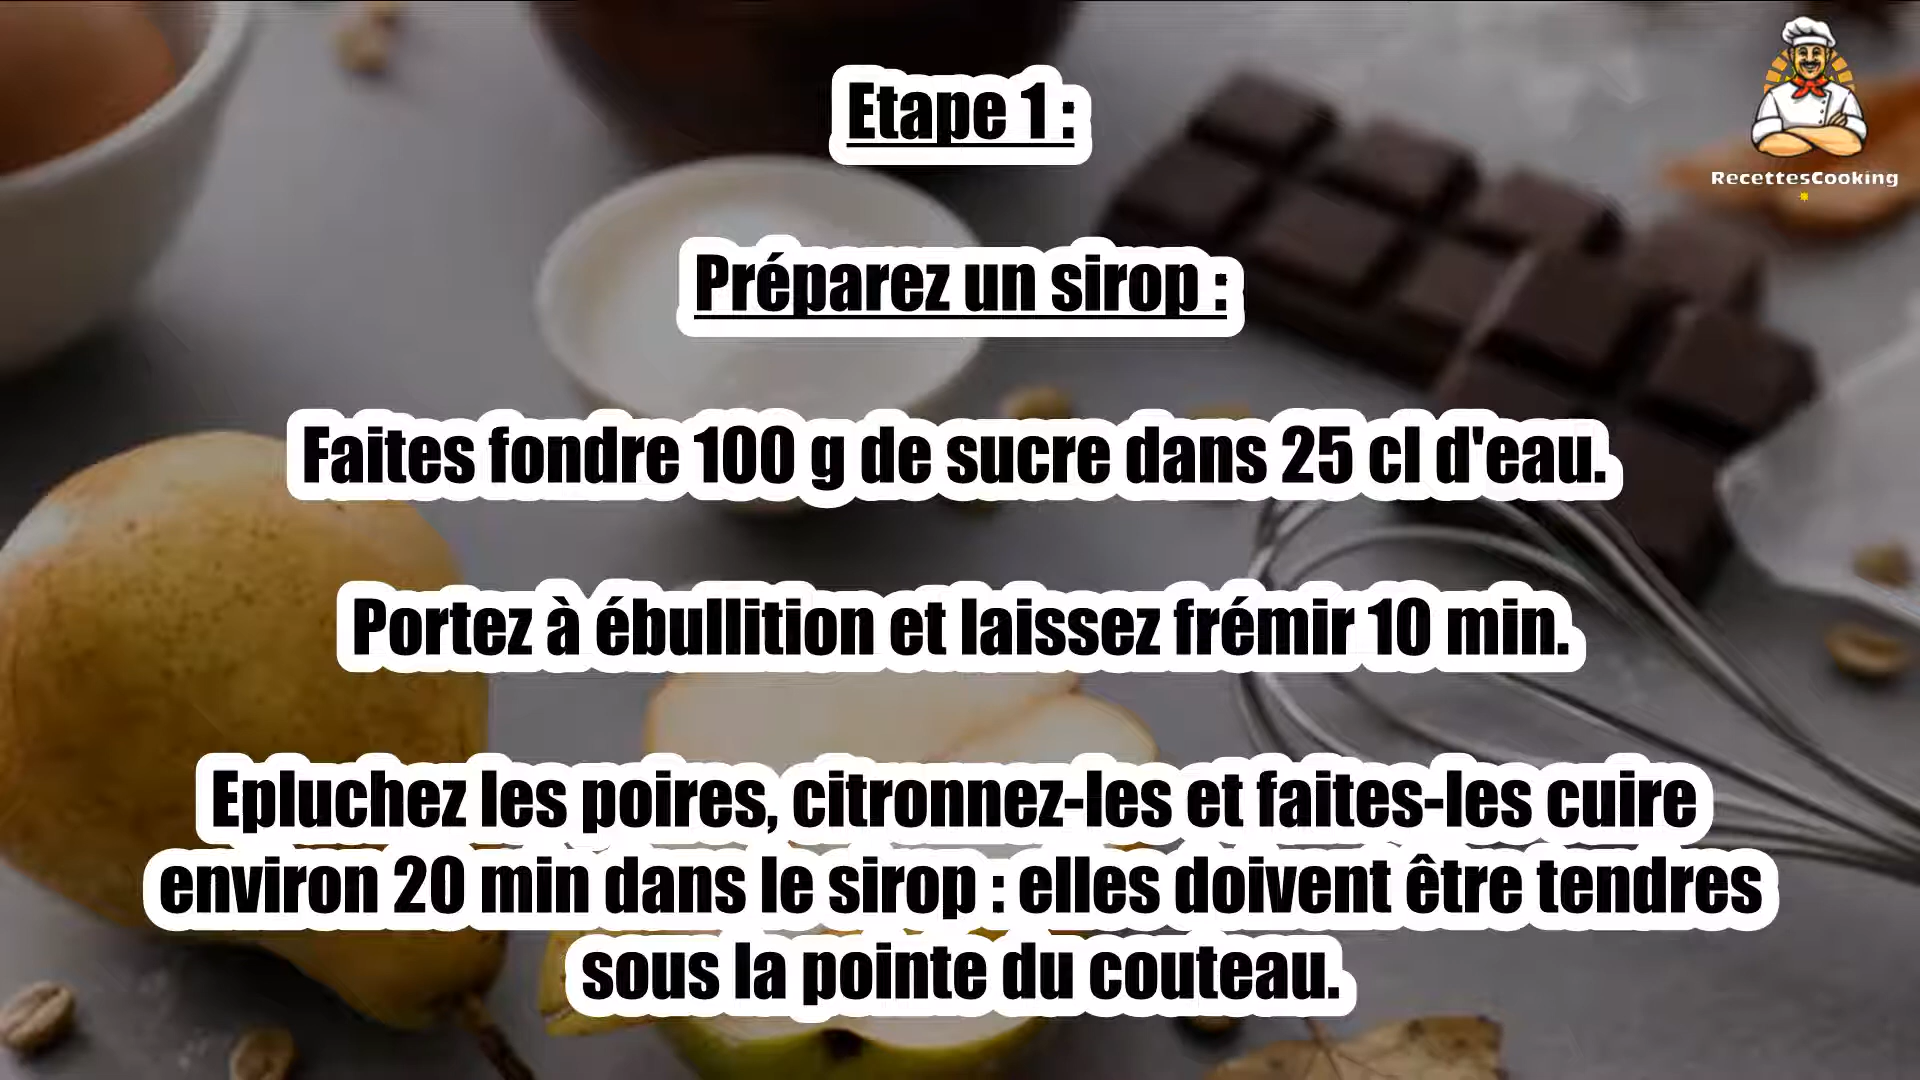 Etape 1 :
RecettesCooking
Préparez un sirop :
Faites fondre 100 g de sucre dans 25 cl d'eau.
Portez à ébullition et laissez frémir 10 min.
Epluchez les poires, citronnez-les et faites-les cuire
environ 20 min dans le sirop : elles doivent être tendres
sous la pointe du couteau.